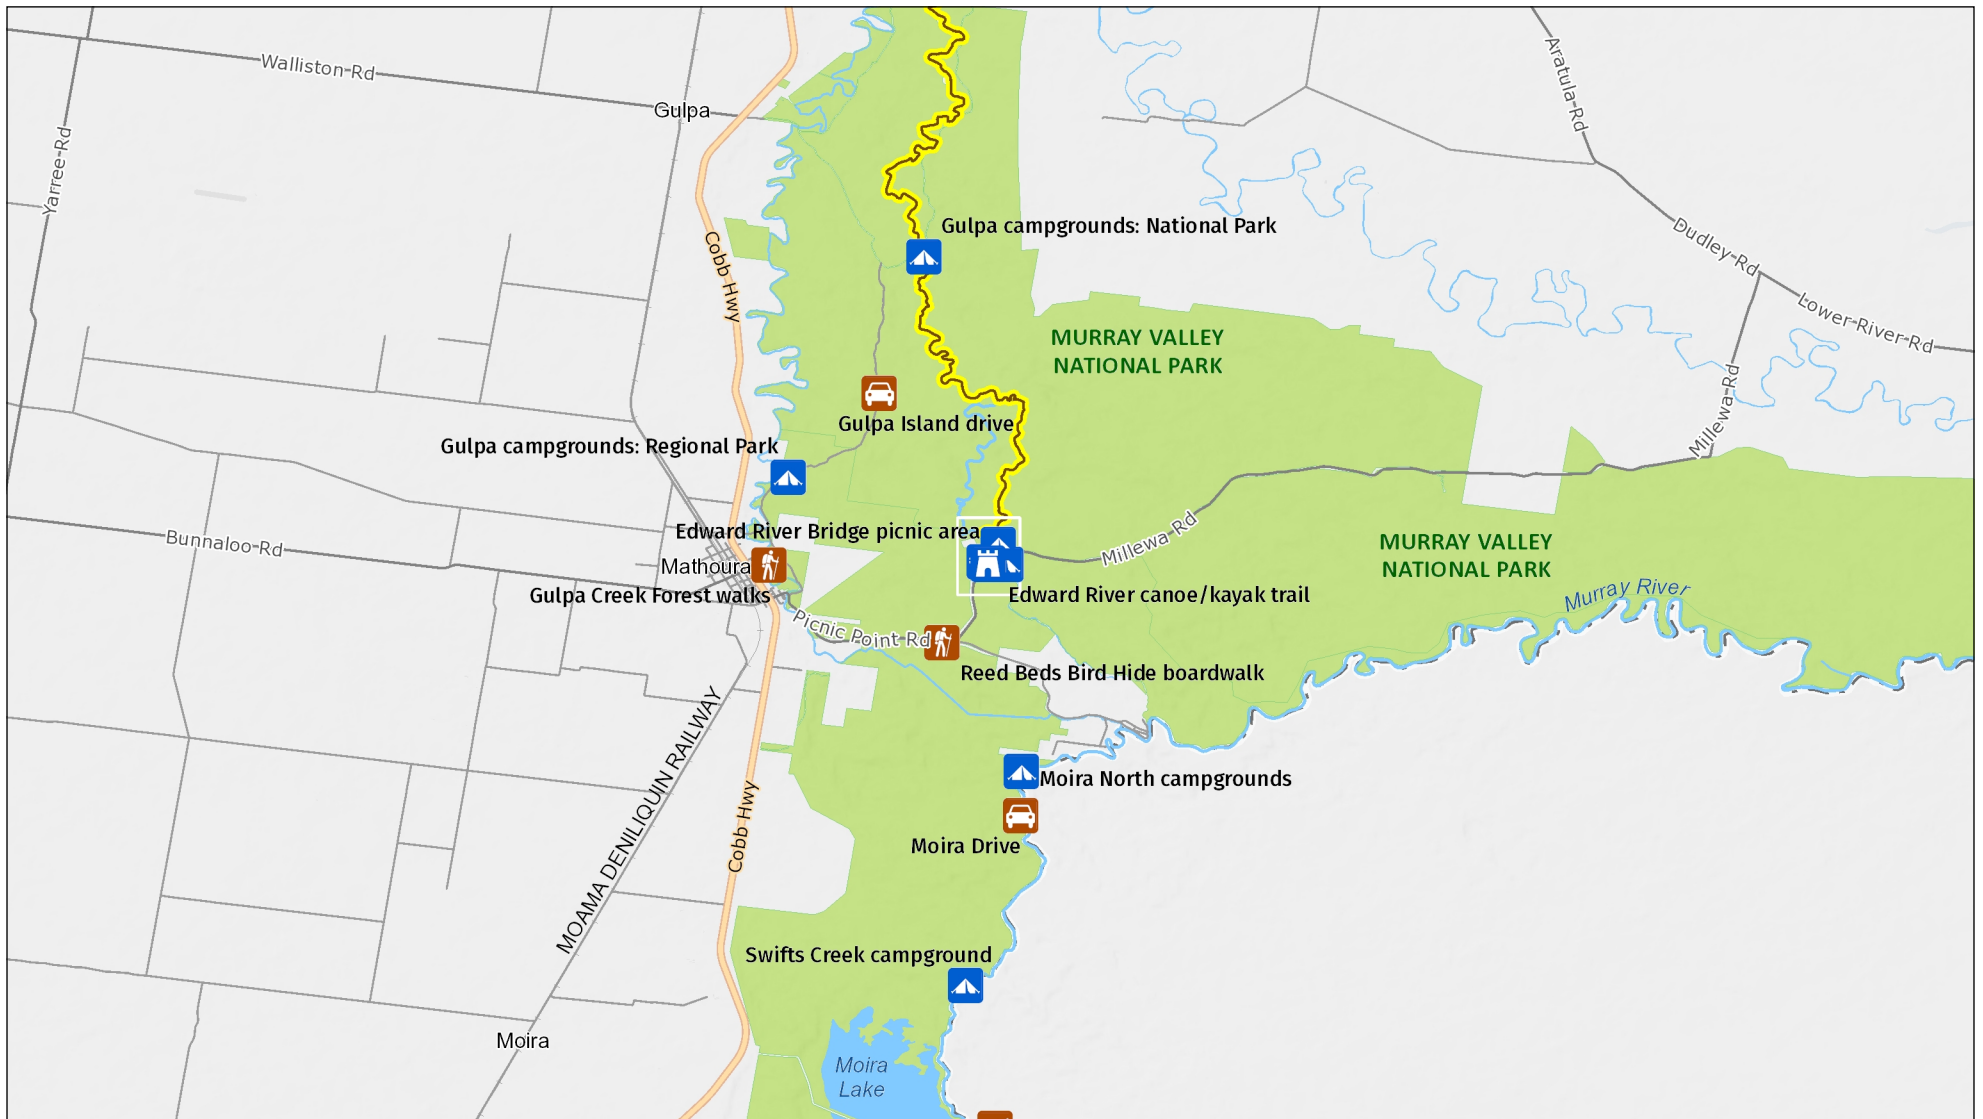 Walliston Rd
Gulpa
Yarree Rd
Aratula Rd
Gulpa campgrounds: National Park
Dudley Rd
Cobb Hwy
Lower River Rd
MURRAY VALLEY
NATIONAL PARK
Millewa Rd
Gulpa Island drive
Gulpa campgrounds: Regional Park
Edward River Bridge picnic area
Bunnaloo Rd
Millewa Rd
MURRAY VALLEY
NATIONAL PARK
Mathoura
Gulpa Creek Forest walks
Edward River canoe/kayak trail
Murray River
Picnic Point Rd
Reed Beds Bird Hide boardwalk
MOAMA DENILIQUIN RAILWAY
Moira North campgrounds
Cobb Hwy
Moira Drive
Swifts Creek campground
Moira
Moira
Lake